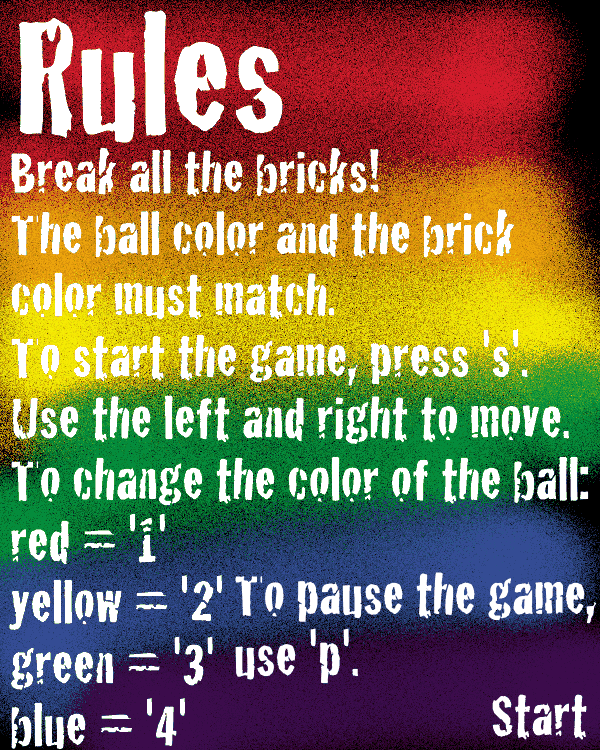 Rules
Break all the bricks!
The ball color and the brick
color must match.
To start the game, press 's'.
Use the left and right to move.
To change the color of the ball:
red = '1'
yellow = '2'
green = '3'
blue = '4'
To pause the game,
use 'p'.
Start